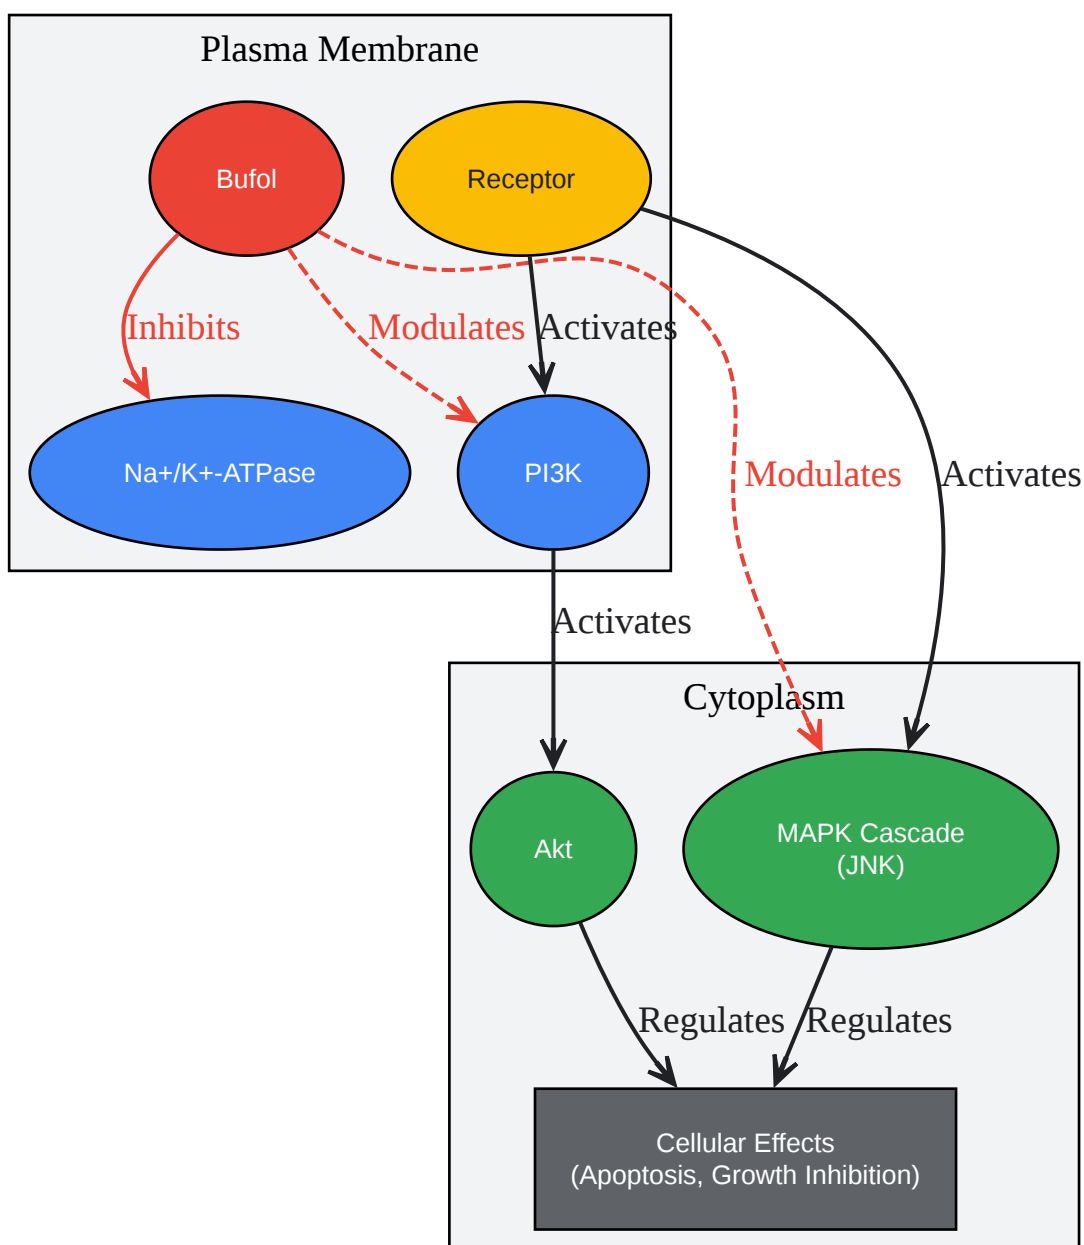 Plasma Membrane
Bufol
Receptor
Inhibits
Modulates
Activates
Na+/K+-ATPase
PI3K
Modulates
Activates
Activates
Cytoplasm
Akt
MAPK Cascade
(JNK)
Regulates
Regulates
Cellular Effects
(Apoptosis, Growth Inhibition)